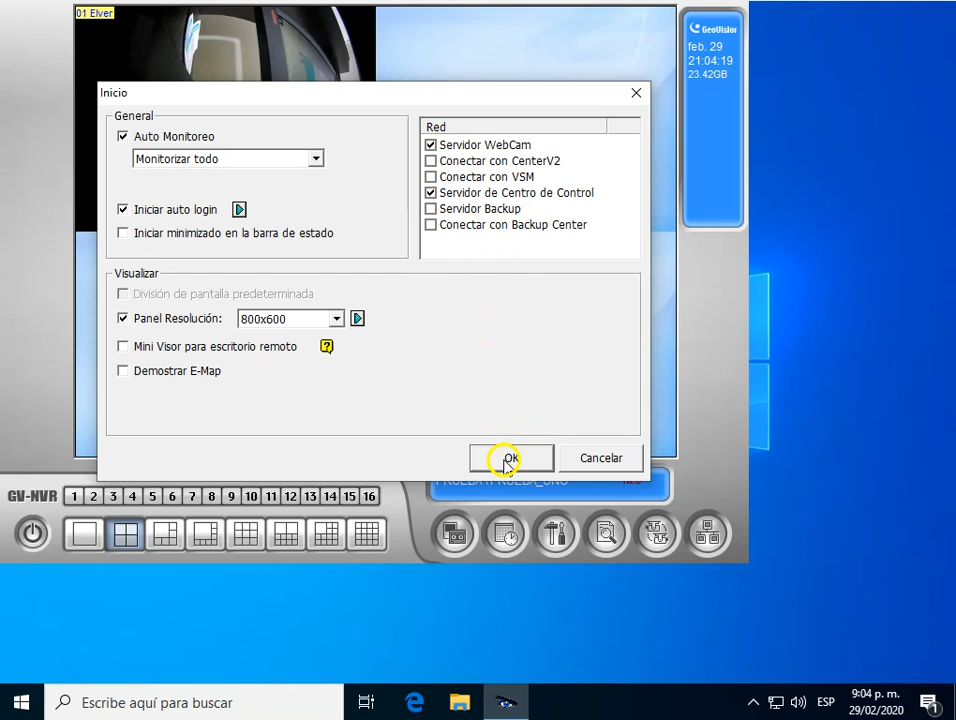 01 Elver
GeoVision
feb. 29
21:04:19
23.42GB
Inicio
General
Auto Monitoreo
Monitorizar todo
Iniciar auto login
Iniciar minimizado en la barra de estado
Red
Servidor WebCam
Conectar con CenterV2
Conectar con VSM
Servidor de Centro de Control
Servidor Backup
Conectar con Backup Center
Visualizar
División de pantalla predeterminada
Panel Resolución: 800x600
Mini Visor para escritorio remoto
Demostrar E-Map
OK Cancelar
GV-NVR 1 2 3 4 5 6 7 8 9 10 11 12 13 14 15 16
Escribe aquí para buscar
ESP
9:04 p. m.
29/02/2020
1